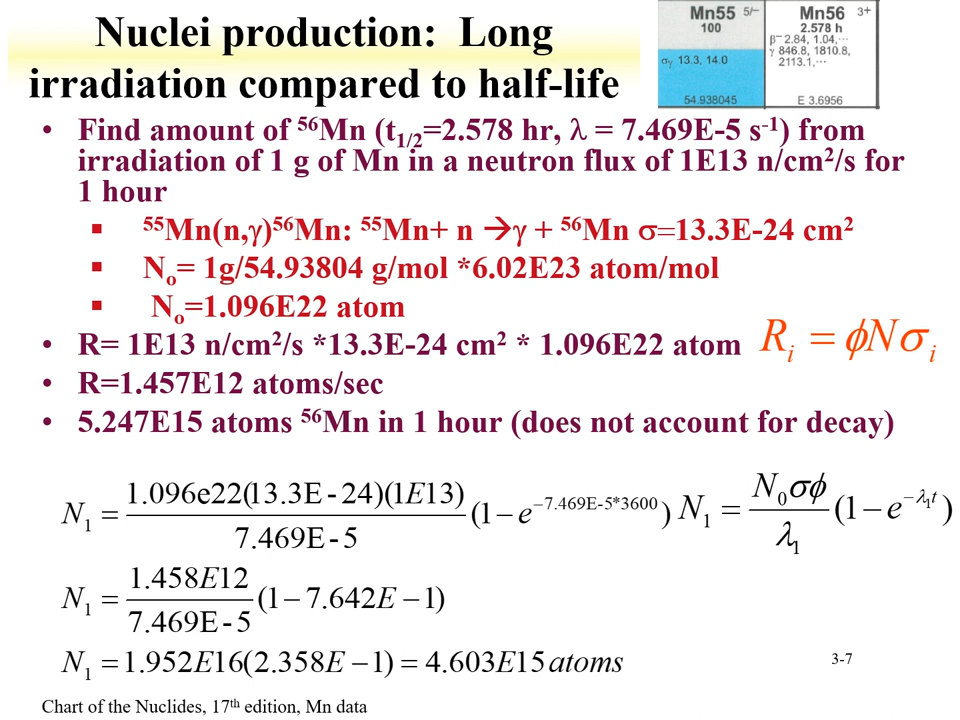 Nuclei production: Long
irradiation compared to half-life
Mn55 5/-
100
σγ 13.3, 14.0
54.938045
Mn56 3+
2.578 h
β- 2.84, 1.04,...
γ 846.8, 1810.8,
2113.1,...
E 3.6956
• Find amount of ⁵⁶Mn (t1/2=2.578 hr, λ = 7.469E-5 s⁻¹) from
irradiation of 1 g of Mn in a neutron flux of 1E13 n/cm²/s for
1 hour
▪ ⁵⁵Mn(n,γ)⁵⁶Mn: ⁵⁵Mn+ n →γ + ⁵⁶Mn σ=13.3E-24 cm²
▪ No= 1g/54.93804 g/mol *6.02E23 atom/mol
▪ No=1.096E22 atom
• R= 1E13 n/cm²/s *13.3E-24 cm² * 1.096E22 atom
Ri = ϕNσi
• R=1.457E12 atoms/sec
• 5.247E15 atoms ⁵⁶Mn in 1 hour (does not account for decay)
N₁ = 1.096e22(13.3E-24)(1E13) / 7.469E-5 (1 − e^(−7.469E-5*3600))
N₁ = N₀σϕ / λ₁ (1 − e^(−λ₁t))
N₁ = 1.458E12 / 7.469E-5 (1 − 7.642E − 1)
N₁ = 1.952E16(2.358E − 1) = 4.603E15 atoms
3-7
Chart of the Nuclides, 17th edition, Mn data